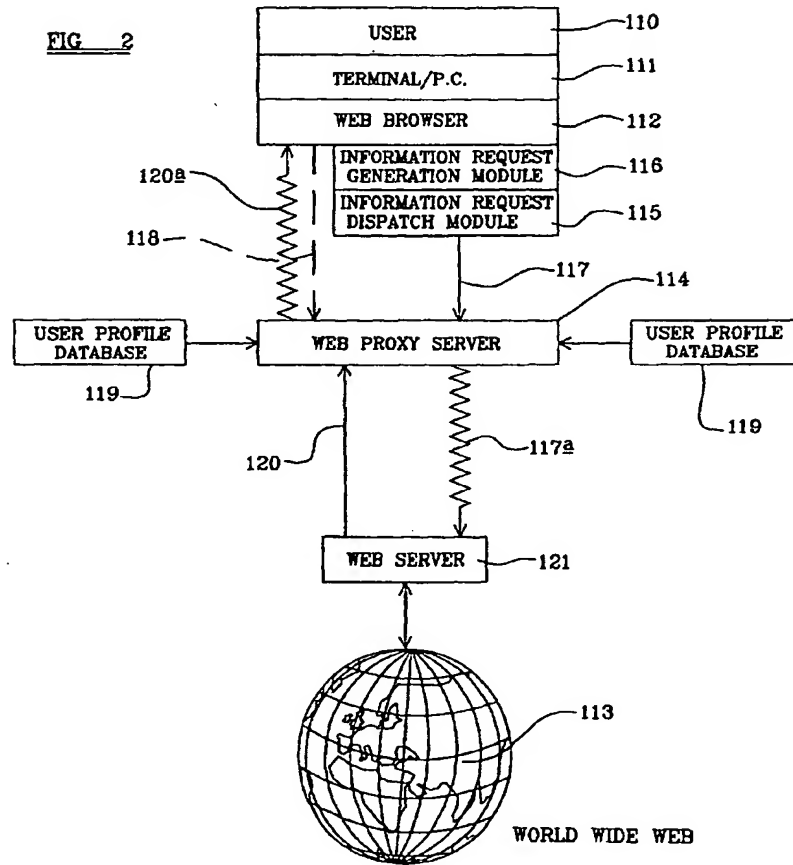 FIG 2
USER
110
TERMINAL/P.C.
111
WEB BROWSER
112
INFORMATION REQUEST
GENERATION MODULE
116
INFORMATION REQUEST
DISPATCH MODULE
115
120a
118
117
114
USER PROFILE
DATABASE
119
WEB PROXY SERVER
USER PROFILE
DATABASE
119
120
117a
WEB SERVER
121
113
WORLD WIDE WEB